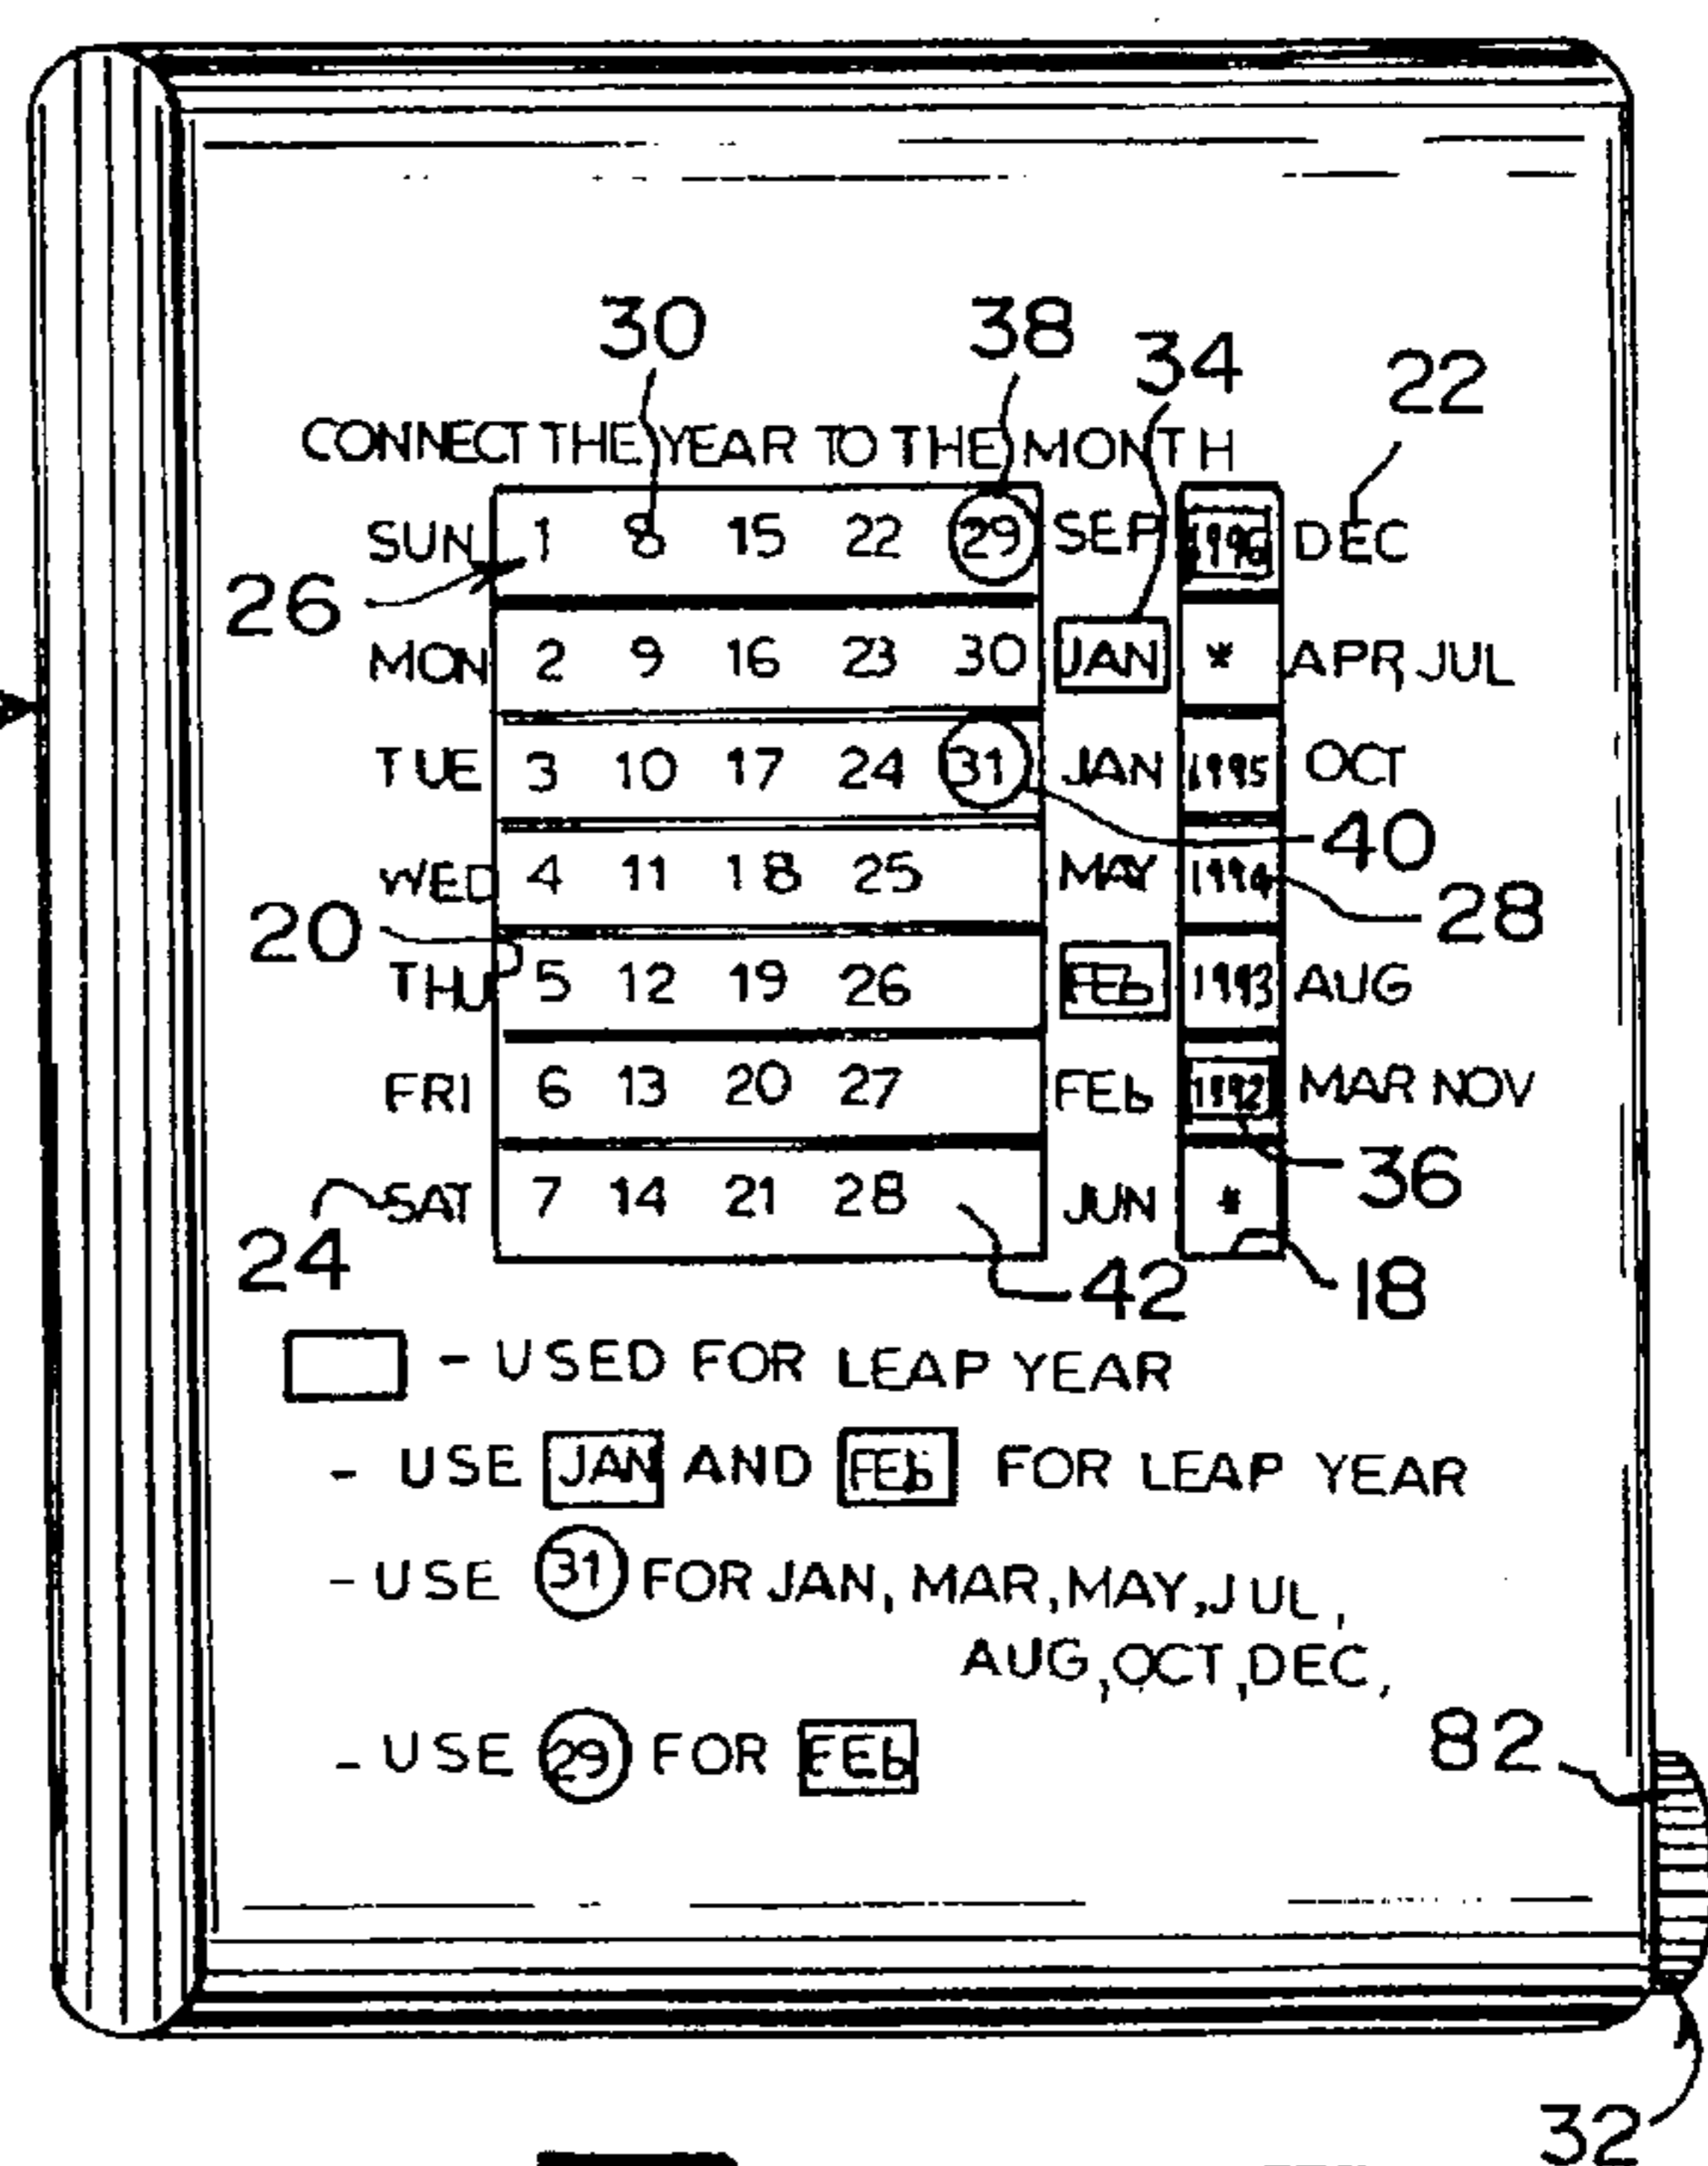 30 38 34 22
CONNECT THE YEAR TO THE MONTH
SUN 1 8 15 22 29 SEP 1996 DEC
26
MON 2 9 16 23 30 JAN * APR, JUL
TUE 3 10 17 24 31 JAN 1995 OCT
40
WED 4 11 18 25 MAY 1994
28
20
THU 5 12 19 26 FEb 1993 AUG
FRI 6 13 20 27 FEb 1992 MAR NOV
36
SAT 7 14 21 28 JUN *
24 42 18
- USED FOR LEAP YEAR
- USE JAN AND FEb FOR LEAP YEAR
- USE 31 FOR JAN, MAR, MAY, JUL,
AUG, OCT, DEC,
- USE 29 FOR FEb
82
32